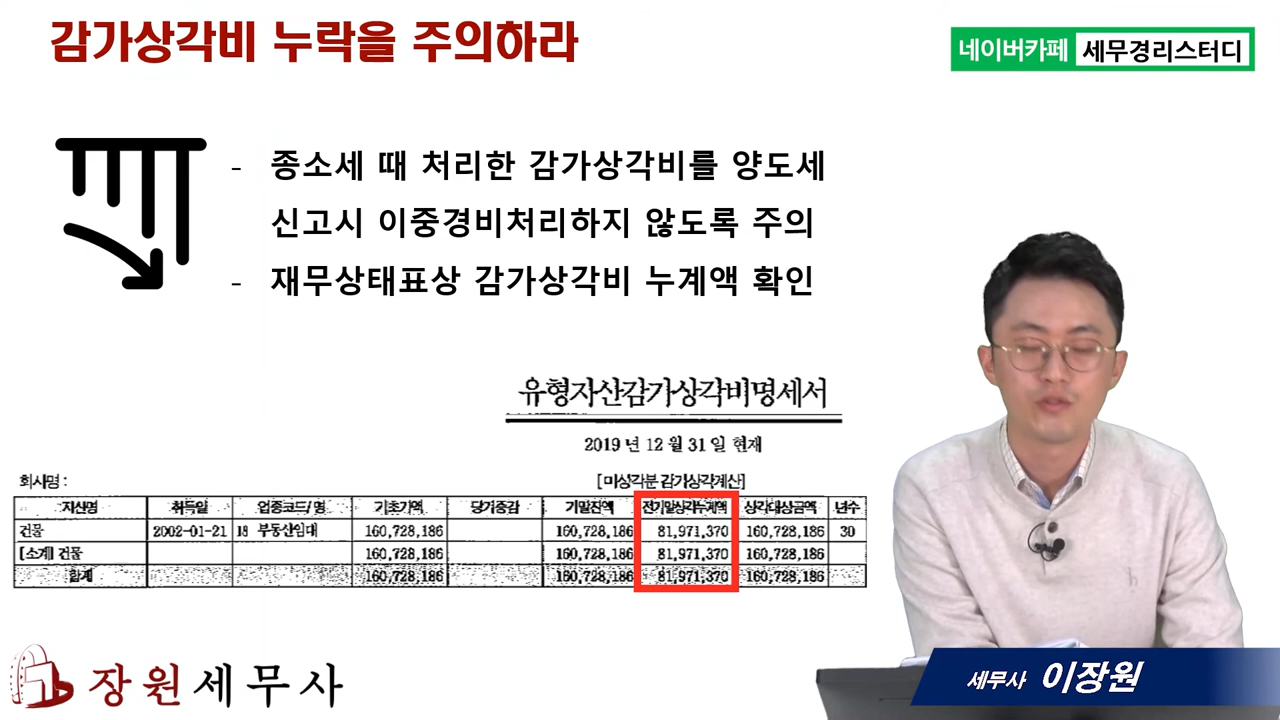 감가상각비 누락을 주의하라
네이버카페 세무경리스터디
- 종소세 때 처리한 감가상각비를 양도세
신고시 이중경비처리하지 않도록 주의
- 재무상태표상 감가상각비 누계액 확인
유형자산감가상각비명세서
2019 년 12 월 31 일 현재
회사명 : [미상각분 감가상각계산]
자산명 취득일 업종코드/명 기초가액 당기증감 기말잔액 전기말상각누계액 상각대상금액 년수
건물 2002-01-21 18 부동산임대 160,728,186 160,728,186 81,971,370 160,728,186 30
[소계] 건물 160,728,186 160,728,186 81,971,370 160,728,186
합계 160,728,186 160,728,186 81,971,370 160,728,186
장원세무사
세무사 이장원